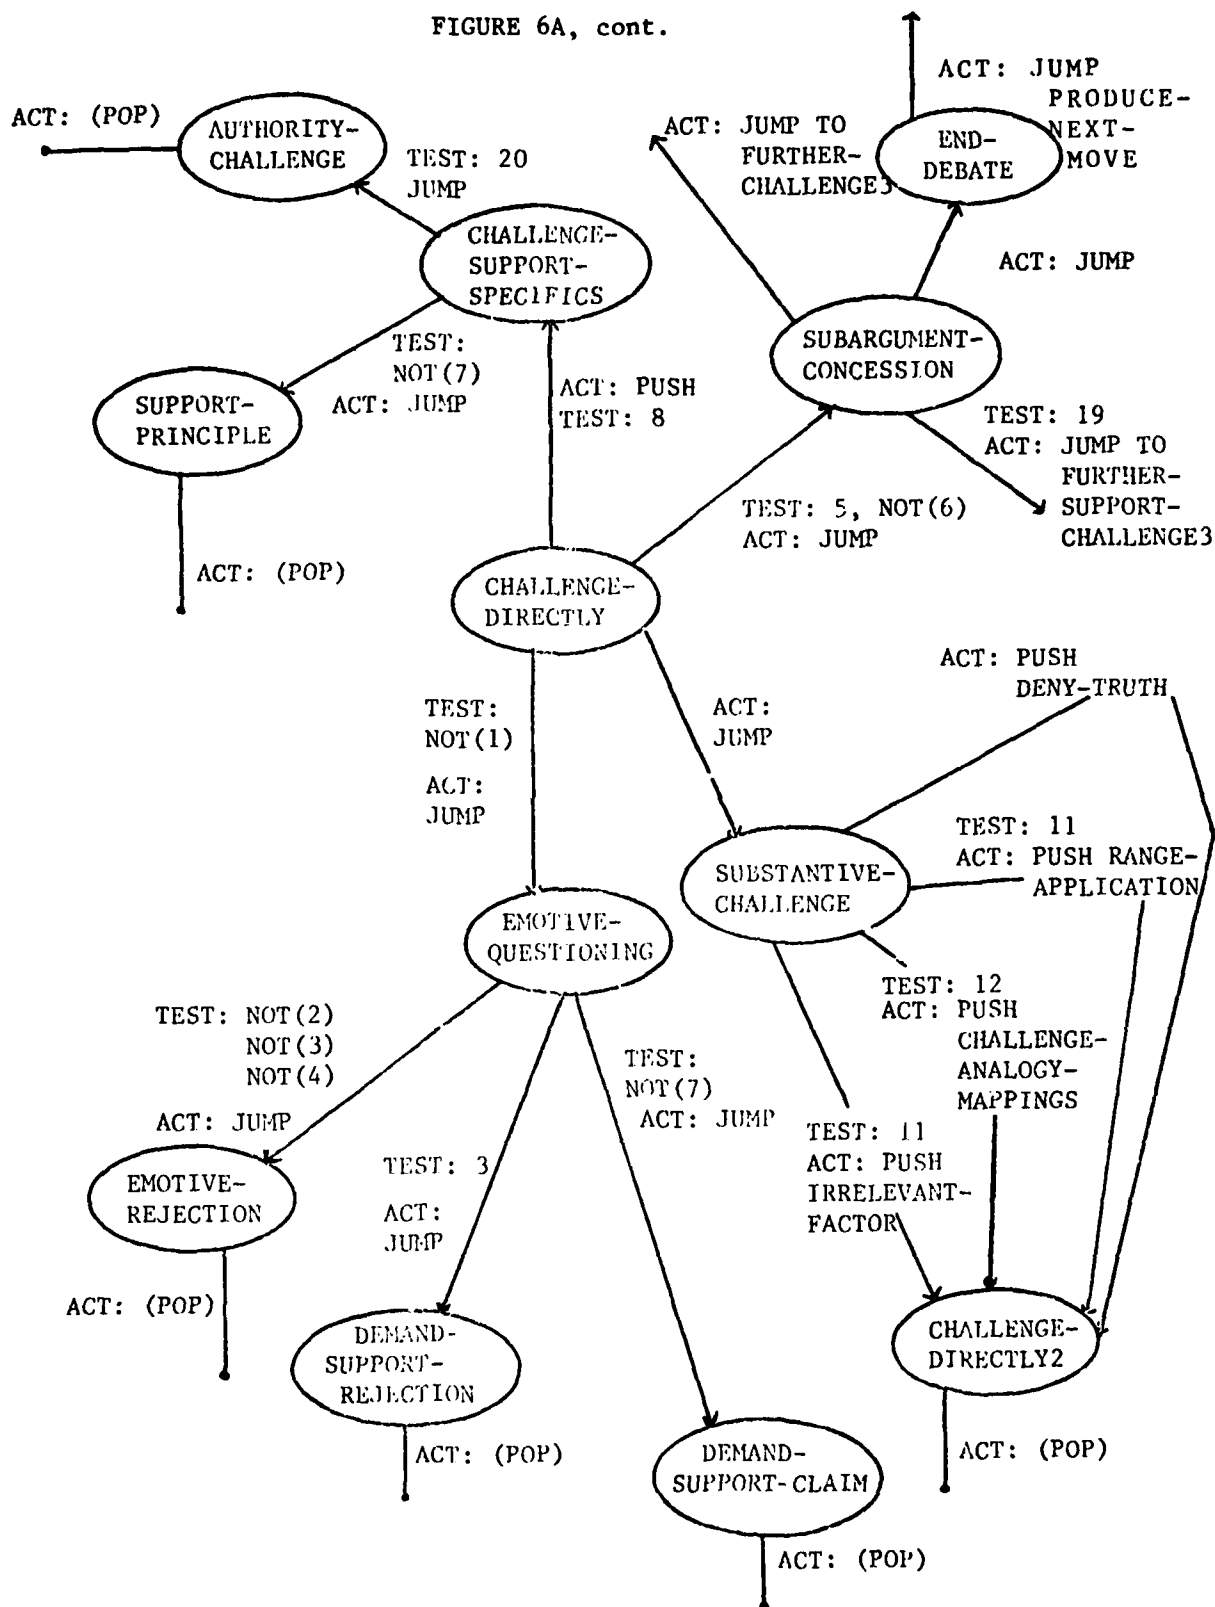 FIGURE 6A, cont.
ACT: JUMP
PRODUCE-
NEXT-
MOVE
ACT: (POP)
AUTHORITY-
CHALLENGE
TEST: 20
JUMP
ACT: JUMP TO
FURTHER-
CHALLENGE3
END-
DEBATE
CHALLENGE-
SUPPORT-
SPECIFICS
ACT: JUMP
TEST:
NOT(7)
ACT: JUMP
SUBARGUMENT-
CONCESSION
SUPPORT-
PRINCIPLE
ACT: PUSH
TEST: 8
TEST: 19
ACT: JUMP TO
FURTHER-
SUPPORT-
CHALLENGE3
TEST: 5, NOT(6)
ACT: JUMP
ACT: (POP)
CHALLENGE-
DIRECTLY
ACT: PUSH
DENY-TRUTH
TEST:
NOT(1)
ACT:
JUMP
ACT:
JUMP
TEST: 11
ACT: PUSH RANGE-
APPLICATION
SUBSTANTIVE-
CHALLENGE
EMOTIVE-
QUESTIONING
TEST: 12
ACT: PUSH
CHALLENGE-
ANALOGY-
MAPPINGS
TEST: NOT(2)
NOT(3)
NOT(4)
ACT: JUMP
TEST:
NOT(7)
ACT: JUMP
TEST: 11
ACT: PUSH
IRRELEVANT-
FACTOR
TEST: 3
ACT:
JUMP
EMOTIVE-
REJECTION
ACT: (POP)
DEMAND-
SUPPORT-
REJECTION
CHALLENGE-
DIRECTLY2
ACT: (POP)
DEMAND-
SUPPORT-CLAIM
ACT: (POP)
ACT: (POP)